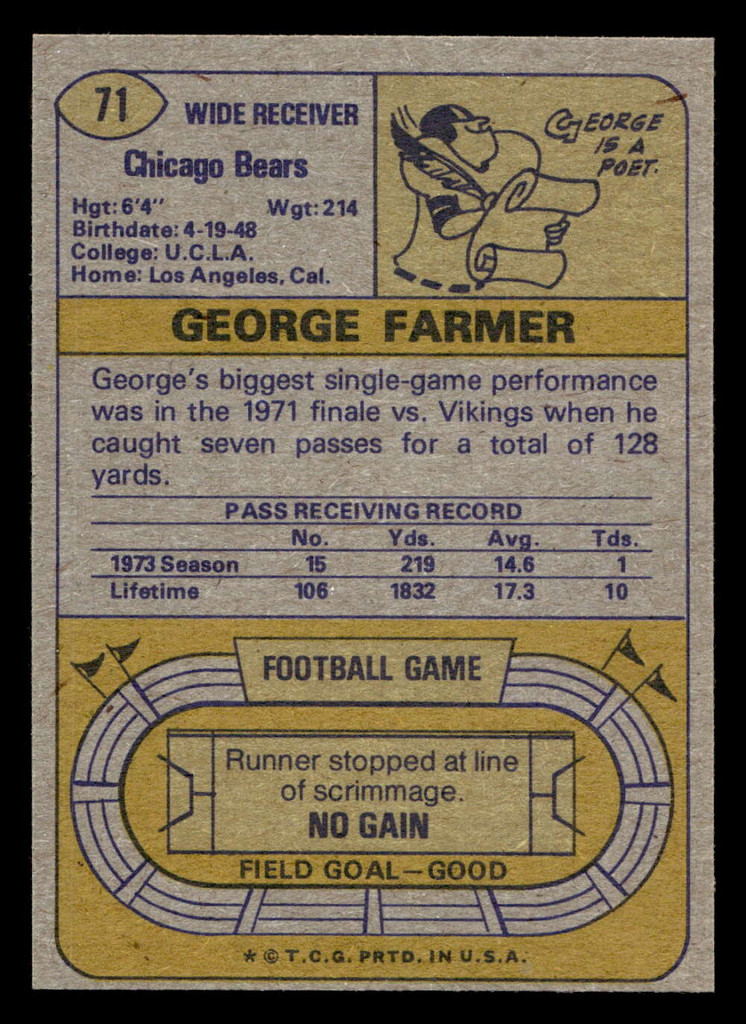 71
WIDE RECEIVER
Chicago Bears
Hgt: 6'4" Wgt: 214
Birthdate: 4-19-48
College: U.C.L.A.
Home: Los Angeles, Cal.
GEORGE
IS A
POET.
GEORGE FARMER
George's biggest single-game performance
was in the 1971 finale vs. Vikings when he
caught seven passes for a total of 128
yards.
PASS RECEIVING RECORD
No. Yds. Avg. Tds.
1973 Season 15 219 14.6 1
Lifetime 106 1832 17.3 10
FOOTBALL GAME
Runner stopped at line
of scrimmage.
NO GAIN
FIELD GOAL—GOOD
* © T.C.G. PRTD. IN U.S.A.